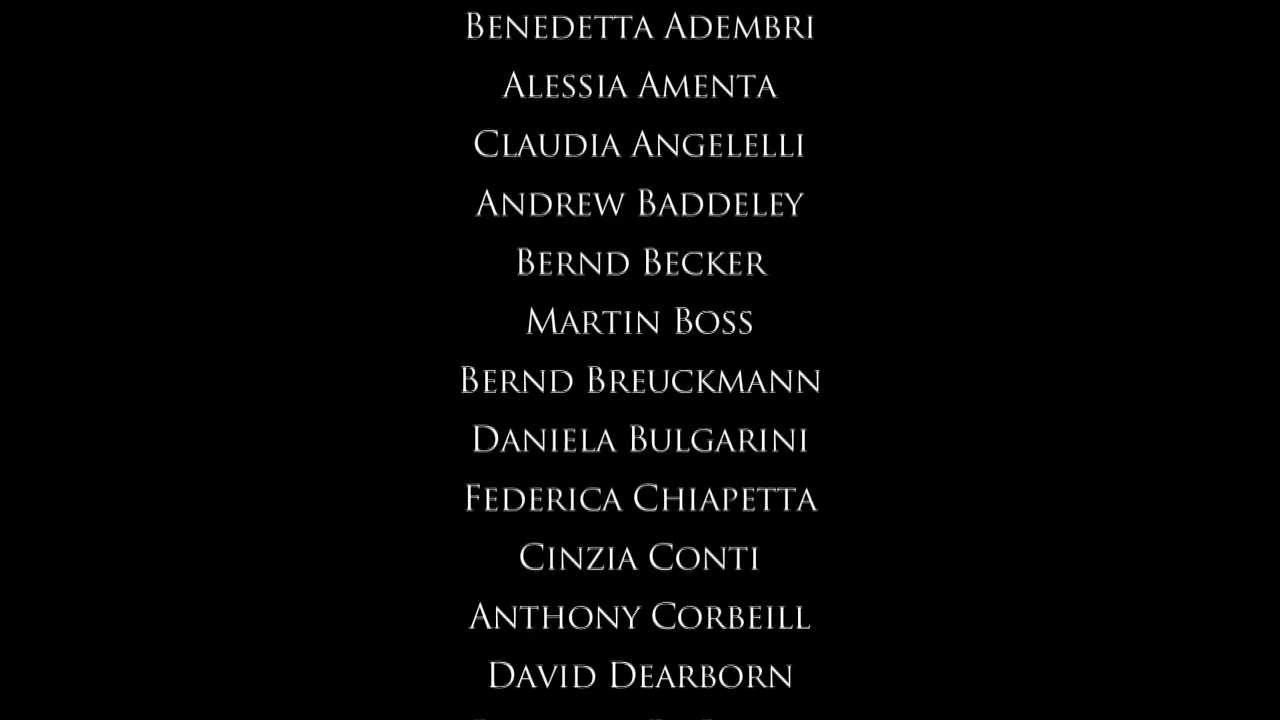 Benedetta Adembri
Alessia Amenta
Claudia Angelelli
Andrew Baddeley
Bernd Becker
Martin Boss
Bernd Breuckmann
Daniela Bulgarini
Federica Chiapetta
Cinzia Conti
Anthony Corbeill
David Dearborn